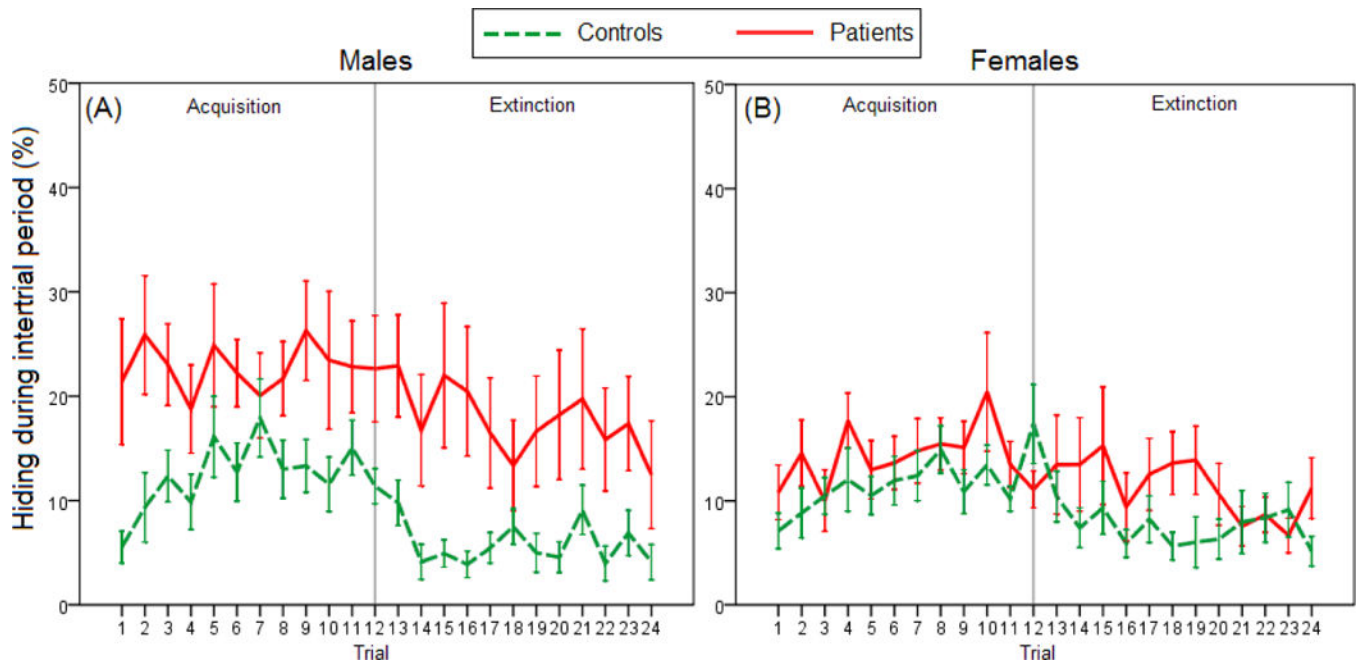 Controls Patients
Males Females
Hiding during intertrial period (%)
(A) Acquisition Extinction
50
40
30
20
10
0
1 2 3 4 5 6 7 8 9 10 11 12 13 14 15 16 17 18 19 20 21 22 23 24
Trial
(B) Acquisition Extinction
50
40
30
20
10
0
1 2 3 4 5 6 7 8 9 10 11 12 13 14 15 16 17 18 19 20 21 22 23 24
Trial